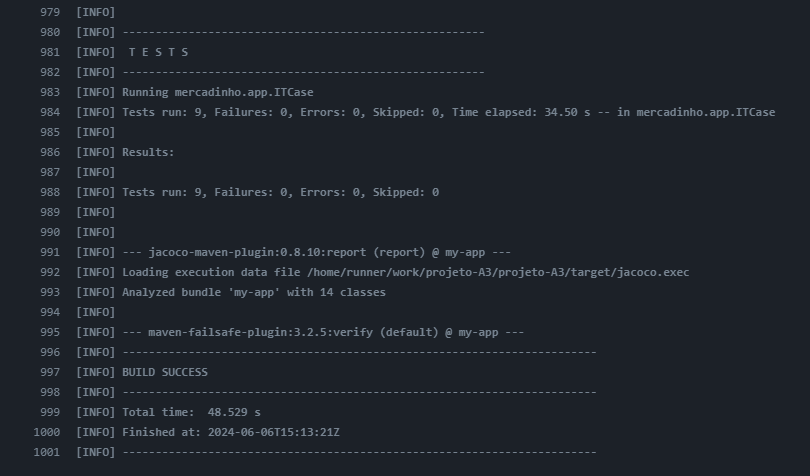 979 [INFO]
980 [INFO] -------------------------------------------------------
981 [INFO]  T E S T S
982 [INFO] -------------------------------------------------------
983 [INFO] Running mercadinho.app.ITCase
984 [INFO] Tests run: 9, Failures: 0, Errors: 0, Skipped: 0, Time elapsed: 34.50 s -- in mercadinho.app.ITCase
985 [INFO]
986 [INFO] Results:
987 [INFO]
988 [INFO] Tests run: 9, Failures: 0, Errors: 0, Skipped: 0
989 [INFO]
990 [INFO]
991 [INFO] --- jacoco-maven-plugin:0.8.10:report (report) @ my-app ---
992 [INFO] Loading execution data file /home/runner/work/projeto-A3/projeto-A3/target/jacoco.exec
993 [INFO] Analyzed bundle 'my-app' with 14 classes
994 [INFO]
995 [INFO] --- maven-failsafe-plugin:3.2.5:verify (default) @ my-app ---
996 [INFO] ------------------------------------------------------------------------
997 [INFO] BUILD SUCCESS
998 [INFO] ------------------------------------------------------------------------
999 [INFO] Total time:  48.529 s
1000 [INFO] Finished at: 2024-06-06T15:13:21Z
1001 [INFO] ------------------------------------------------------------------------